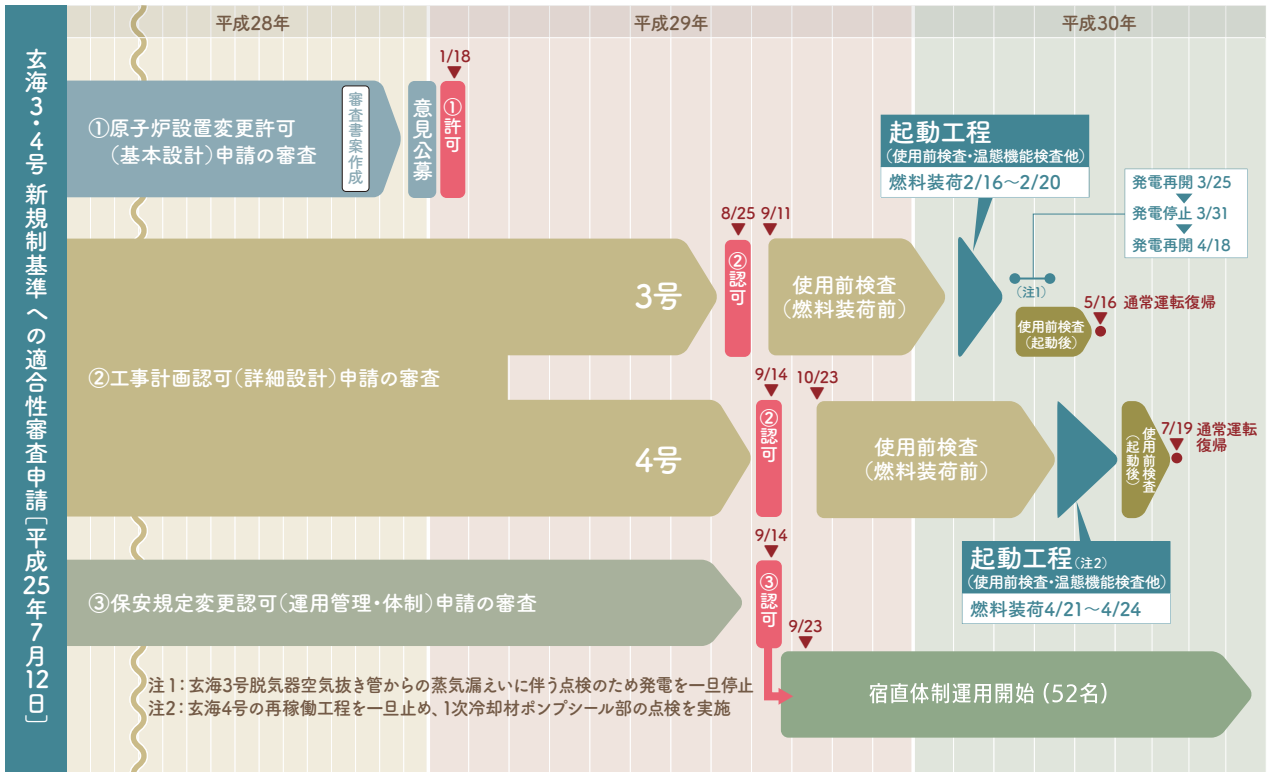 平成28年
平成29年
平成30年
玄海3・4号 新規制基準への適合性審査申請［平成25年7月12日］
①原子炉設置変更許可
（基本設計）申請の審査
審査書案作成
意見公募
1/18
①許可
②工事計画認可（詳細設計）申請の審査
3号
8/25
②認可
9/11
使用前検査
（燃料装荷前）
起動工程
（使用前検査・温態機能検査他）
燃料装荷2/16〜2/20
発電再開 3/25
発電停止 3/31
発電再開 4/18
（注1）
使用前検査
（起動後）
5/16 通常運転復帰
4号
9/14
②認可
10/23
使用前検査
（燃料装荷前）
使用前検査
（起動後）
7/19 通常運転
復帰
起動工程（注2）
（使用前検査・温態機能検査他）
燃料装荷4/21〜4/24
③保安規定変更認可（運用管理・体制）申請の審査
9/14
③認可
9/23
宿直体制運用開始（52名）
注1：玄海3号脱気器空気抜き管からの蒸気漏えいに伴う点検のため発電を一旦停止
注2：玄海4号の再稼働工程を一旦止め、1次冷却材ポンプシール部の点検を実施